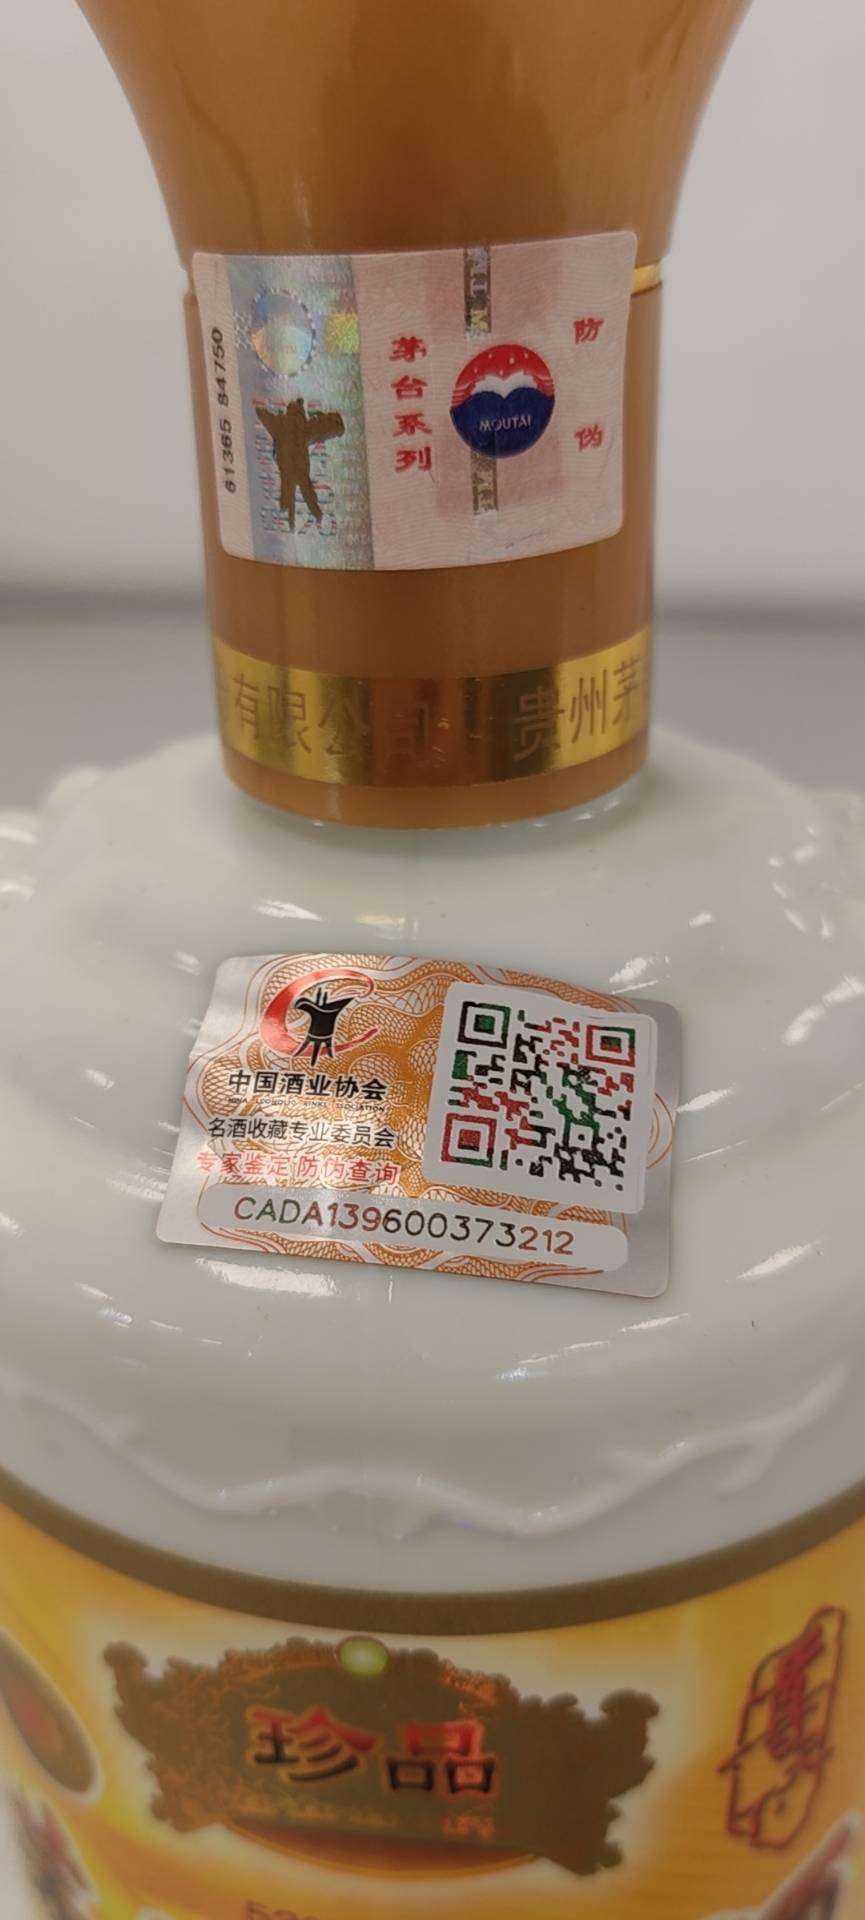 61365 84750
茅台系列
MOUTAI
防伪
有限公司 贵州茅
中国酒业协会
名酒收藏专业委员会
专家鉴定 防伪查询
CADA139600373212
珍品